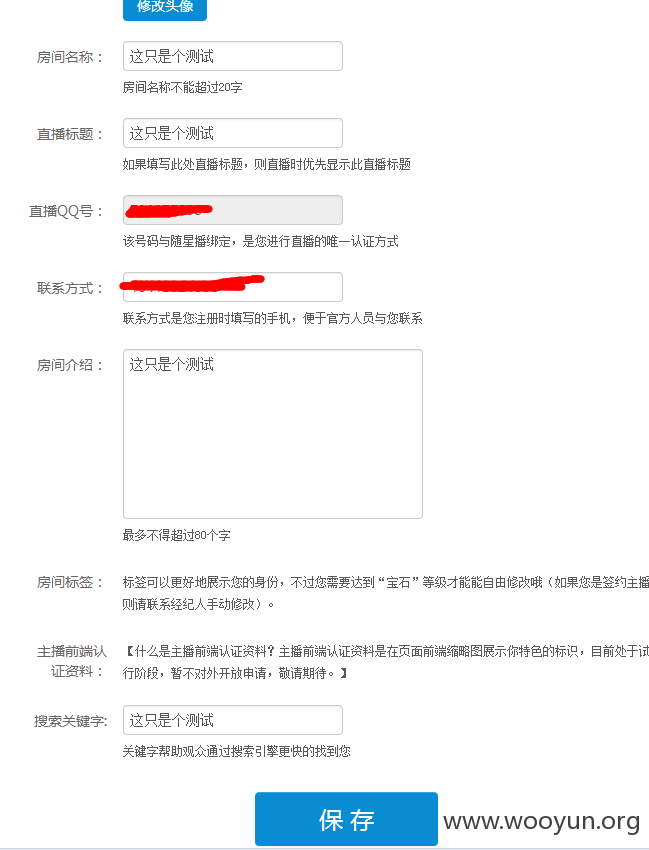 修改头像
房间名称： 这只是个测试
房间名称不能超过20字
直播标题： 这只是个测试
如果填写此处直播标题，则直播时优先显示此直播标题
直播QQ号：
该号码与随星播绑定，是您进行直播的唯一认证方式
联系方式：
联系方式是您注册时填写的手机，便于官方人员与您联系
房间介绍： 这只是个测试
最多不得超过80个字
房间标签： 标签可以更好地展示您的身份，不过您需要达到“宝石”等级才能能自由修改哦（如果您是签约主播
则请联系经纪人手动修改）。
主播前端认 【什么是主播前端认证资料？主播前端认证资料是在页面前端缩略图展示你特色的标识，目前处于试
证资料： 行阶段，暂不对外开放申请，敬请期待。】
搜索关键字: 这只是个测试
关键字帮助观众通过搜索引擎更快的找到您
保 存 www.wooyun.org